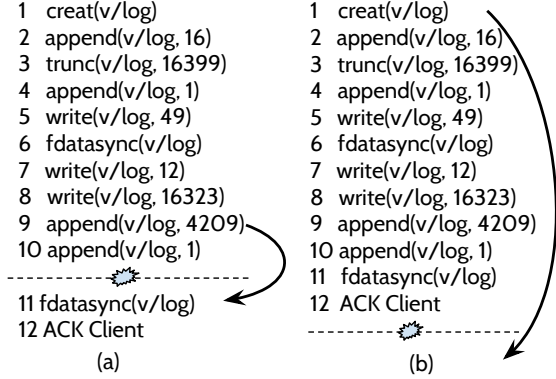 1 creat(v/log)
2 append(v/log, 16)
3 trunc(v/log, 16399)
4 append(v/log, 1)
5 write(v/log, 49)
6 fdatasync(v/log)
7 write(v/log, 12)
8 write(v/log, 16323)
9 append(v/log, 4209)
10 append(v/log, 1)
11 fdatasync(v/log)
12 ACK Client
(a)
1 creat(v/log)
2 append(v/log, 16)
3 trunc(v/log, 16399)
4 append(v/log, 1)
5 write(v/log, 49)
6 fdatasync(v/log)
7 write(v/log, 12)
8 write(v/log, 16323)
9 append(v/log, 4209)
10 append(v/log, 1)
11 fdatasync(v/log)
12 ACK Client
(b)